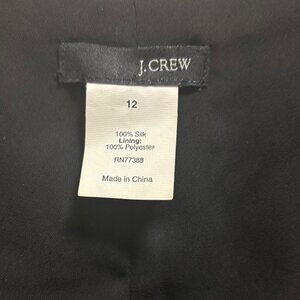 J.CREW
12
100% Silk
Lining:
100% Polyester
RN77388
Made in China